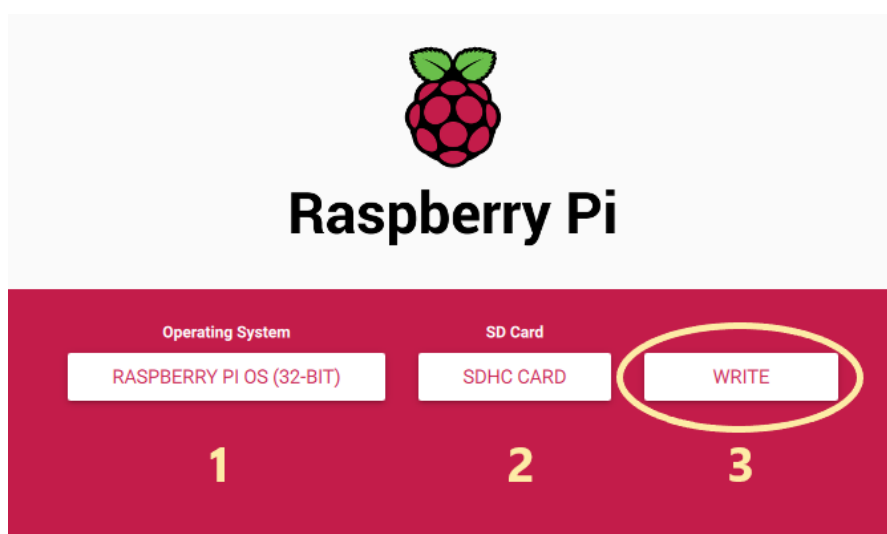 Raspberry Pi
Operating System
SD Card
RASPBERRY PI OS (32-BIT)
SDHC CARD
WRITE
1
2
3